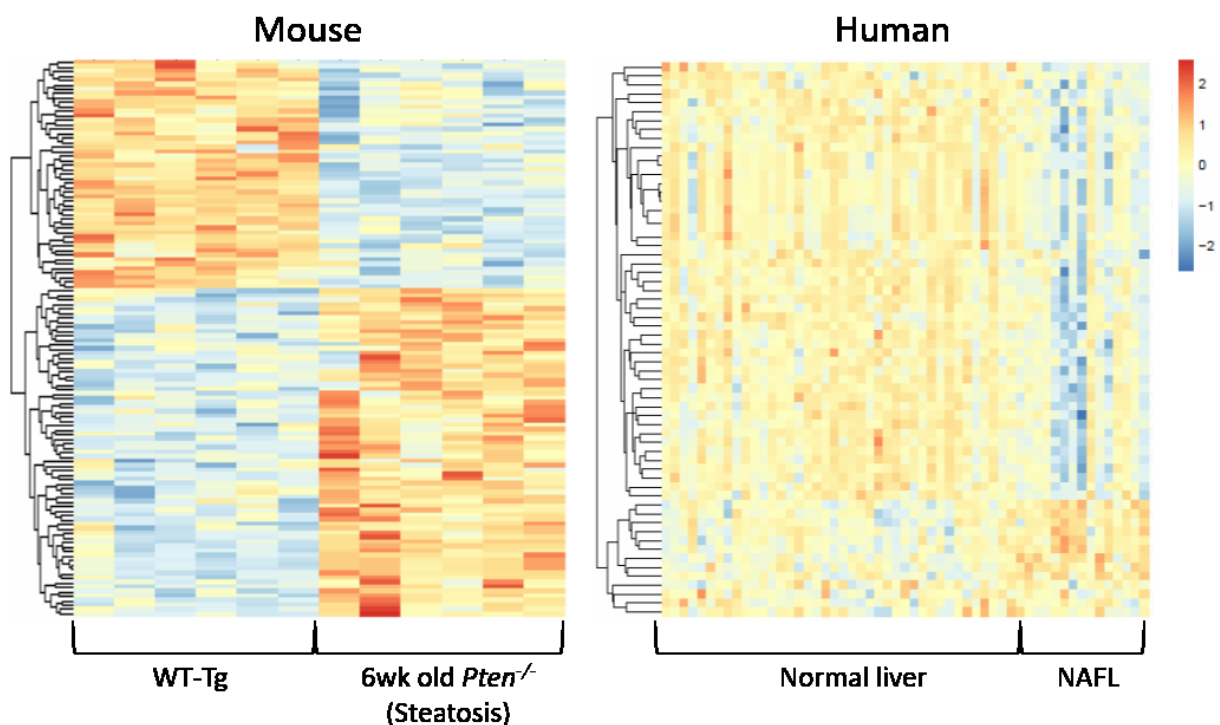 Mouse
Human
2
1
0
−1
−2
WT-Tg
6wk old Pten-/-
(Steatosis)
Normal liver
NAFL